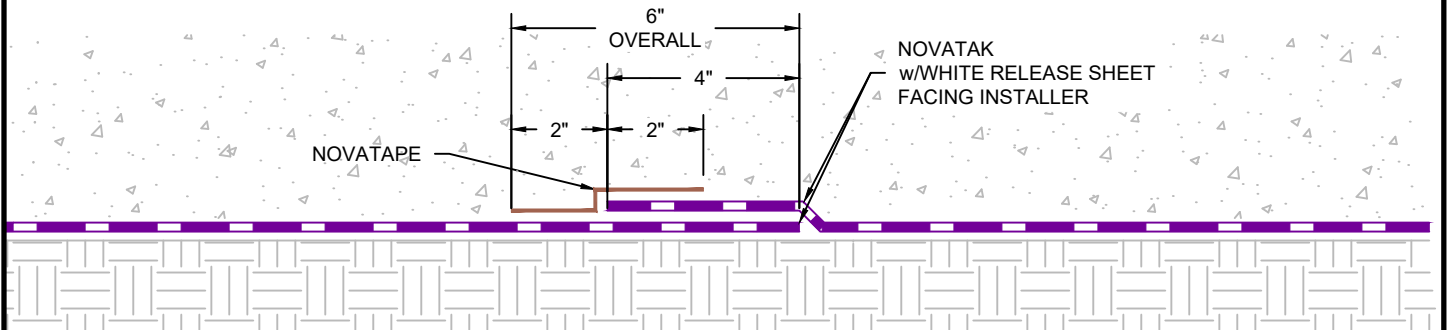 6"
OVERALL
4"
NOVATAK
w/WHITE RELEASE SHEET
FACING INSTALLER
2"
2"
NOVATAPE